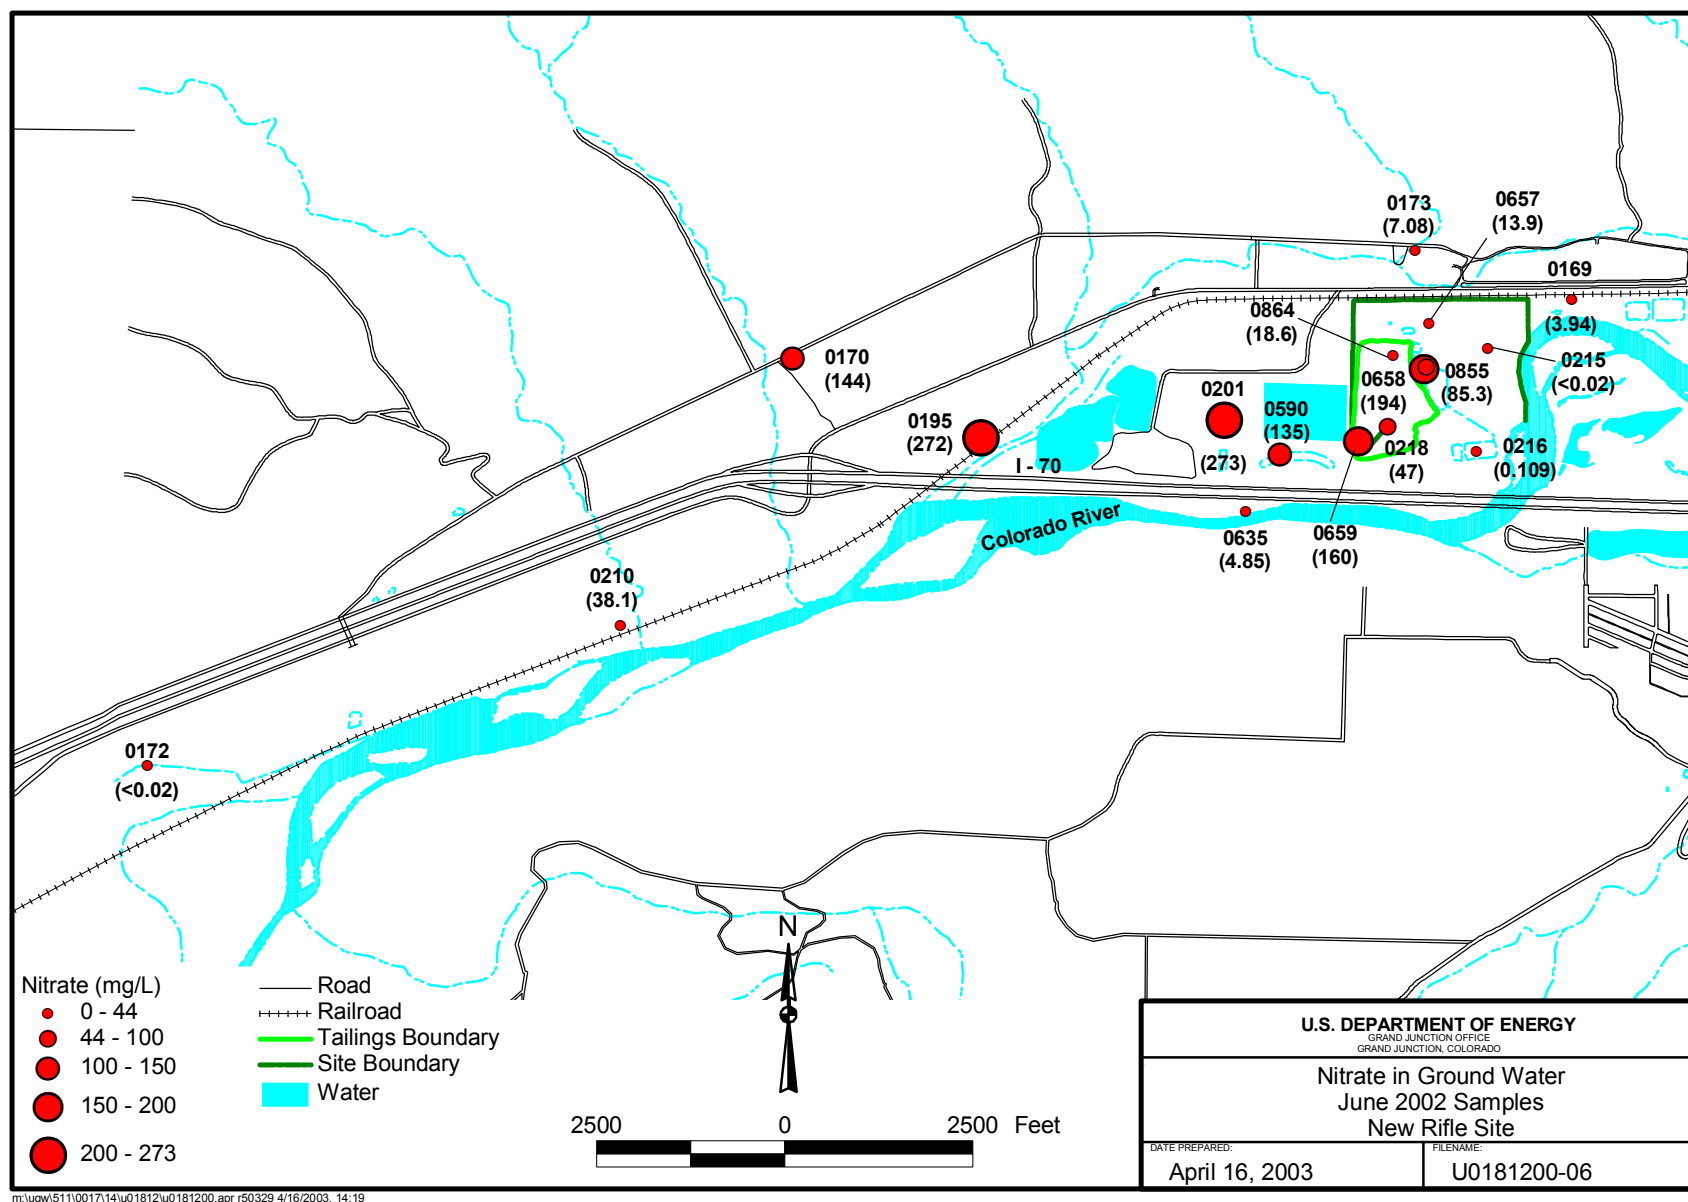 0173
(7.08)
0657
(13.9)
0169
(3.94)
0864
(18.6)
0215
(<0.02)
0170
(144)
0658
(194)
0855
(85.3)
0201
(273)
0195
(272)
0590
(135)
0218
(47)
0216
(0.109)
I - 70
Colorado River
0635
(4.85)
0659
(160)
0210
(38.1)
0172
(<0.02)
N
Nitrate (mg/L)
0 - 44
44 - 100
100 - 150
150 - 200
200 - 273
Road
Railroad
Tailings Boundary
Site Boundary
Water
2500 0 2500 Feet
U.S. DEPARTMENT OF ENERGY
GRAND JUNCTION OFFICE
GRAND JUNCTION, COLORADO
Nitrate in Ground Water
June 2002 Samples
New Rifle Site
DATE PREPARED:
April 16, 2003
FILENAME:
U0181200-06
m:\ugw\511\0017\14\u01812\u0181200.apr r50329 4/16/2003, 14:19